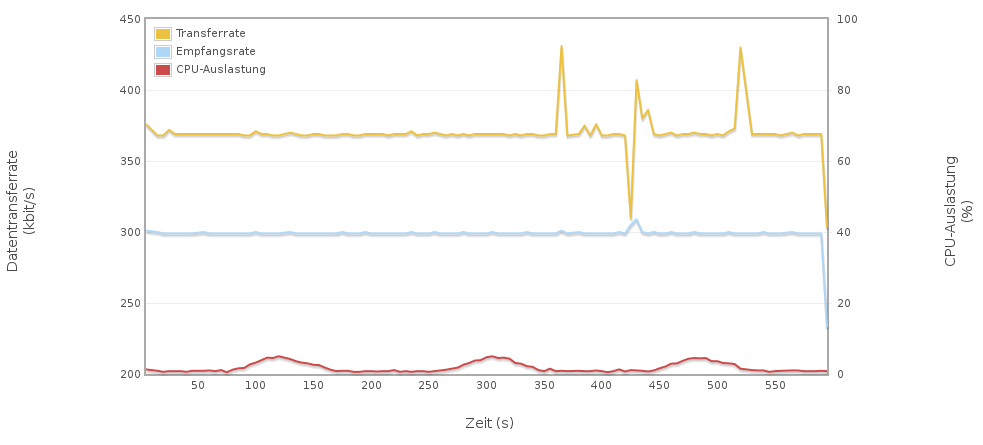 450
400
350
300
250
200
Datentransferrate
(kbit/s)
Transferrate
Empfangsrate
CPU-Auslastung
100
80
60
40
20
0
CPU-Auslastung
(%)
50 100 150 200 250 300 350 400 450 500 550
Zeit (s)